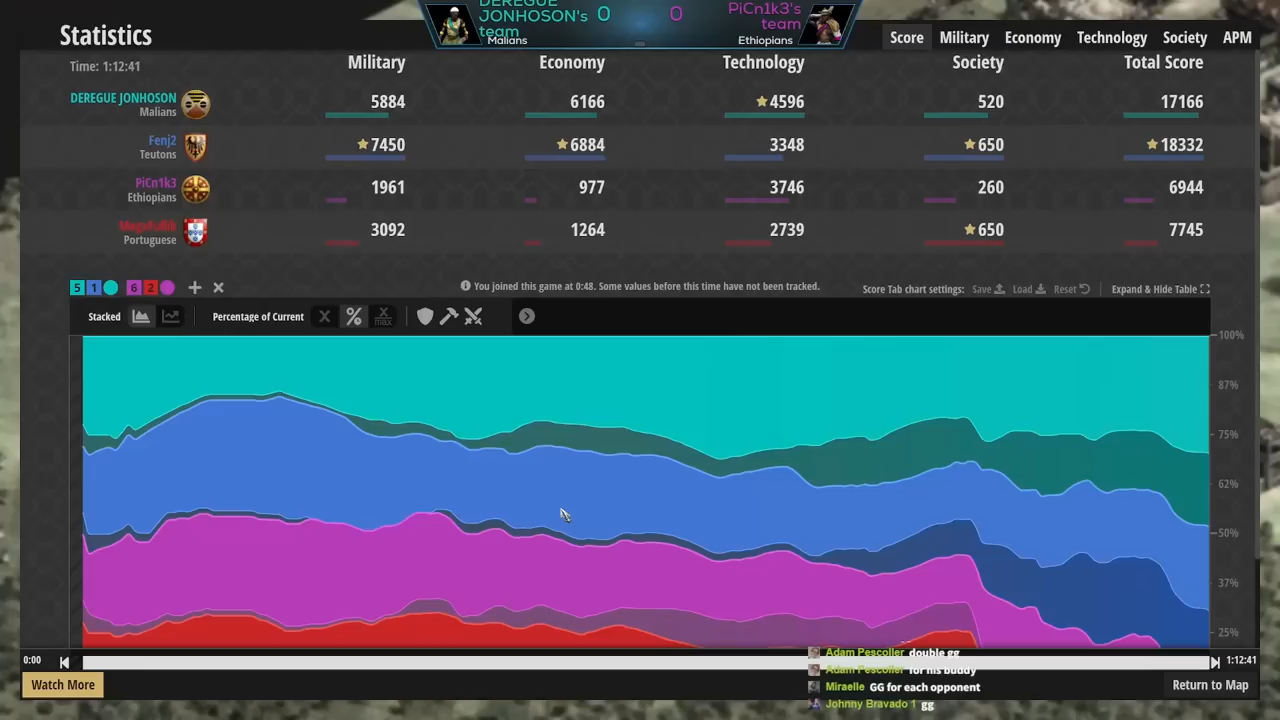 DEREGUE
JONHOSON's
team
Malians
0
0
PiCn1k3's
team
Ethiopians
Statistics
Score Military Economy Technology Society APM
Time: 1:12:41
Military Economy Technology Society Total Score
DEREGUE JONHOSON
Malians
5884 6166 4596 520 17166
Fenj2
Teutons
7450 6884 3348 650 18332
PiCn1k3
Ethiopians
1961 977 3746 260 6944
Portuguese
3092 1264 2739 650 7745
5 1 6 2
You joined this game at 0:48. Some values before this time have not been tracked.
Score Tab chart settings: Save Load Reset Expand & Hide Table
Stacked Percentage of Current X % X max
100%
87%
75%
62%
50%
37%
25%
0:00
1:12:41
Adam Pescoller double gg
Adam Pescoller for his buddy
Miraelle GG for each opponent
Johnny Bravado 1 gg
Watch More
Return to Map